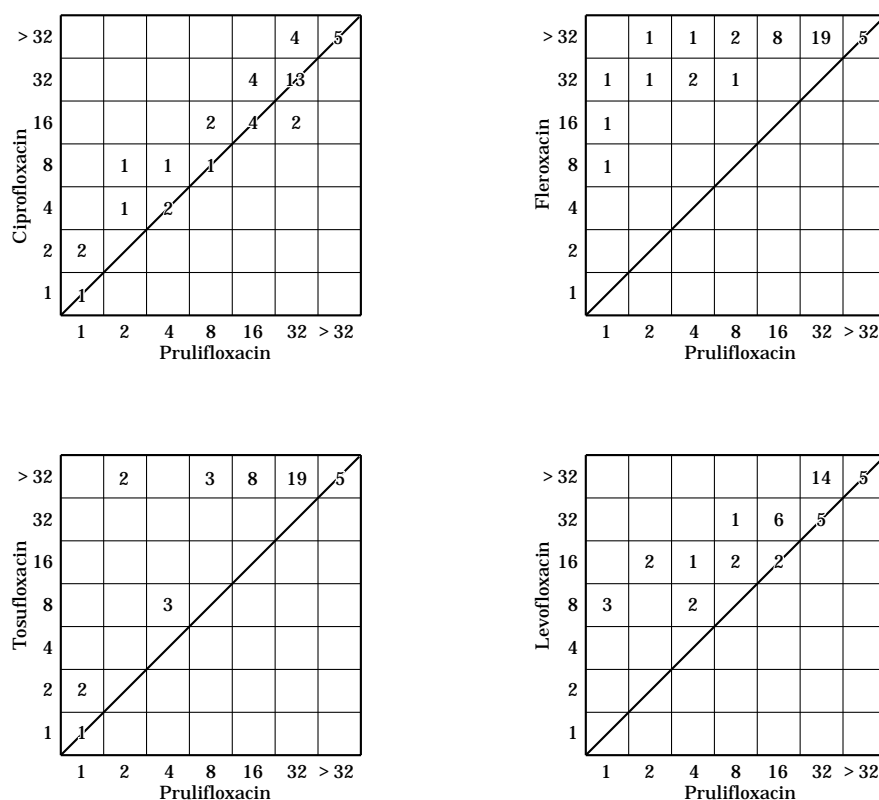 > 32 4 5
32 4 13
16 2 4 2
8 1 1 1
4 1 2
2 2
1 1
Ciprofloxacin
1 2 4 8 16 32 > 32
Prulifloxacin
> 32 1 1 2 8 19 5
32 1 1 2 1
16 1
8 1
4
2
1
Fleroxacin
1 2 4 8 16 32 > 32
Prulifloxacin
> 32 2 3 8 19 5
32
16
8 3
4
2 2
1 1
Tosufloxacin
1 2 4 8 16 32 > 32
Prulifloxacin
> 32 14 5
32 1 6 5
16 2 1 2 2
8 3 2
4
2
1
Levofloxacin
1 2 4 8 16 32 > 32
Prulifloxacin